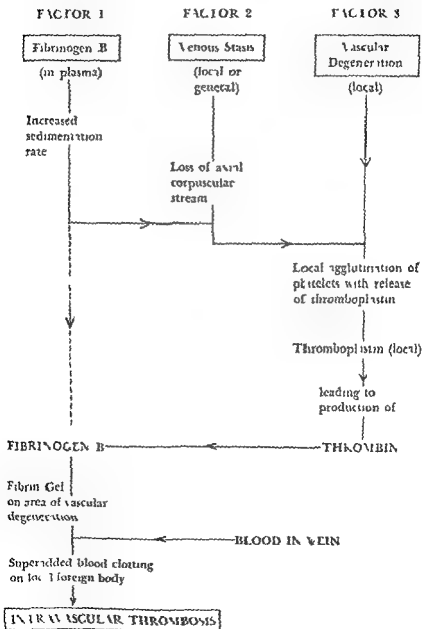 FACTOR 1
FACTOR 2
FACTOR 3
Fibrinogen B
(in plasma)
Venous Stasis
(local or
general)
Vascular
Degeneration
(local)
Increased
sedimentation
rate
Loss of axial
corpuscular
stream
Local agglutination of
platelets with release
of thromboplastin
Thromboplastin (local)
leading to
production of
FIBRINOGEN B
THROMBIN
Fibrin Gel
on area of vascular
degeneration
BLOOD IN VEIN
Superadded blood clotting
on local foreign body
INTRAVASCULAR THROMBOSIS